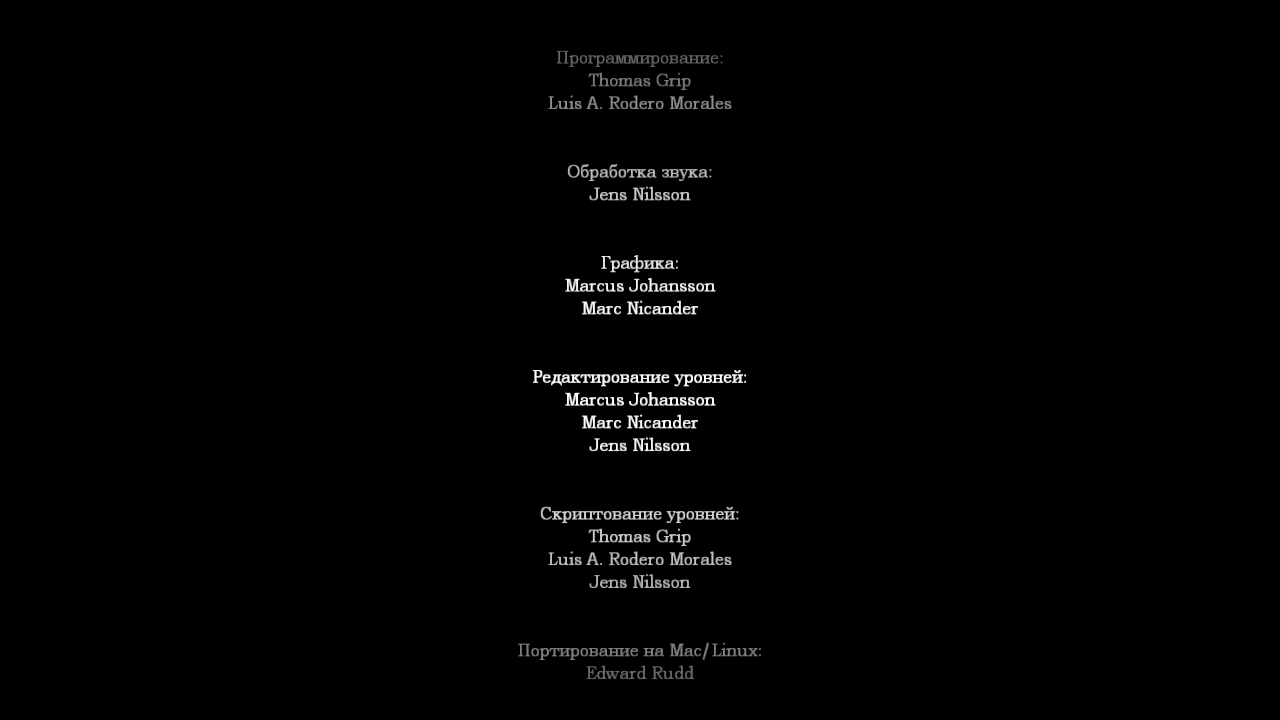 Программирование:
Thomas Grip
Luis A. Rodero Morales
Обработка звука:
Jens Nilsson
Графика:
Marcus Johansson
Marc Nicander
Редактирование уровней:
Marcus Johansson
Marc Nicander
Jens Nilsson
Скриптование уровней:
Thomas Grip
Luis A. Rodero Morales
Jens Nilsson
Портирование на Mac/Linux:
Edward Rudd